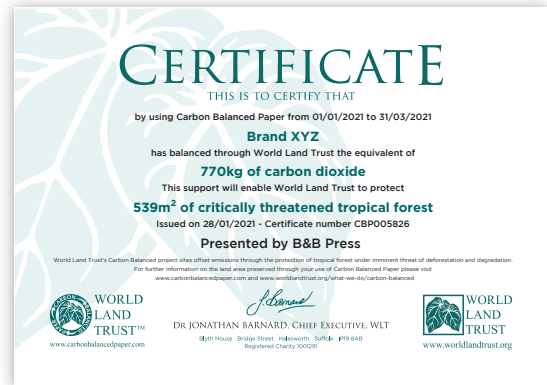 CERTIFICATE
THIS IS TO CERTIFY THAT
by using Carbon Balanced Paper from 01/01/2021 to 31/03/2021
Brand XYZ
has balanced through World Land Trust the equivalent of
770kg of carbon dioxide
This support will enable World Land Trust to protect
539m² of critically threatened tropical forest
Issued on 28/01/2021 - Certificate number CBP005826
Presented by B&B Press
World Land Trust's Carbon Balanced project sites offset emissions through the protection of tropical forest under imminent threat of deforestation and degradation.
For further information on the land area preserved through your use of Carbon Balanced Paper please visit
www.carbonbalancedpaper.com and www.worldlandtrust.org/what-we-do/carbon-balanced
WORLD
LAND
TRUST™
www.carbonbalancedpaper.com
J. Barnard
DR JONATHAN BARNARD, CHIEF EXECUTIVE, WLT
Blyth House Bridge Street Halesworth Suffolk IP19 8AB
Registered Charity 1001291
WORLD
LAND
TRUST
www.worldlandtrust.org